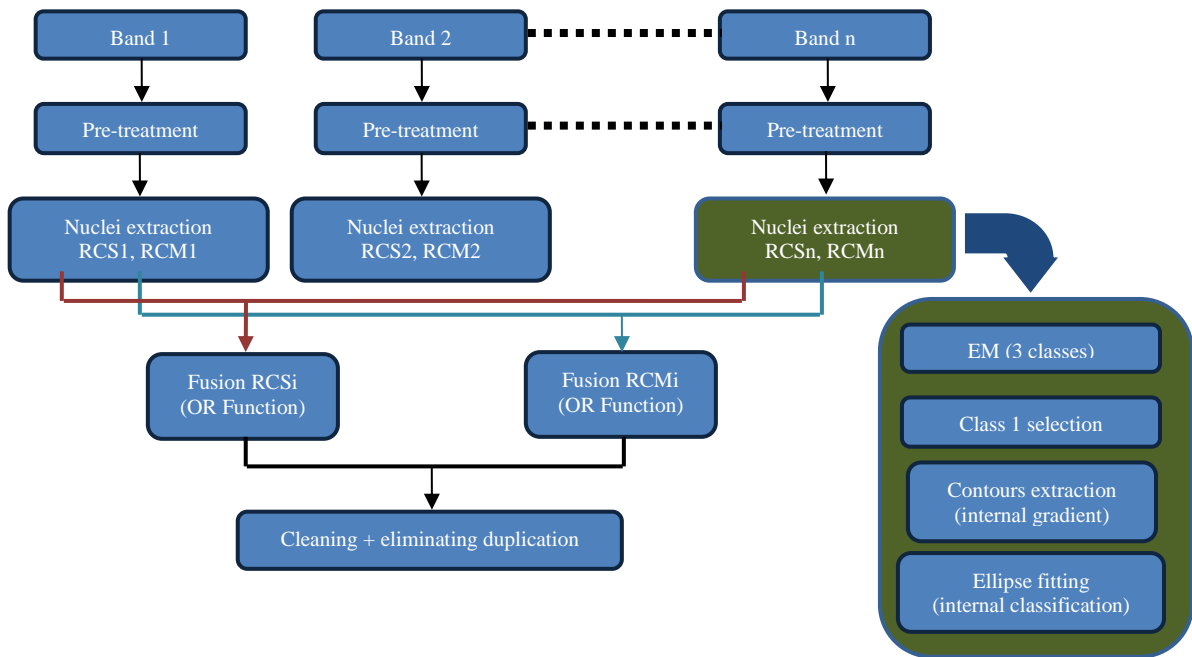 Band 1
Band 2
Band n
Pre-treatment
Pre-treatment
Pre-treatment
Nuclei extraction
RCS1, RCM1
Nuclei extraction
RCS2, RCM2
Nuclei extraction
RCSn, RCMn
Fusion RCSi
(OR Function)
Fusion RCMi
(OR Function)
Cleaning + eliminating duplication
EM (3 classes)
Class 1 selection
Contours extraction
(internal gradient)
Ellipse fitting
(internal classification)